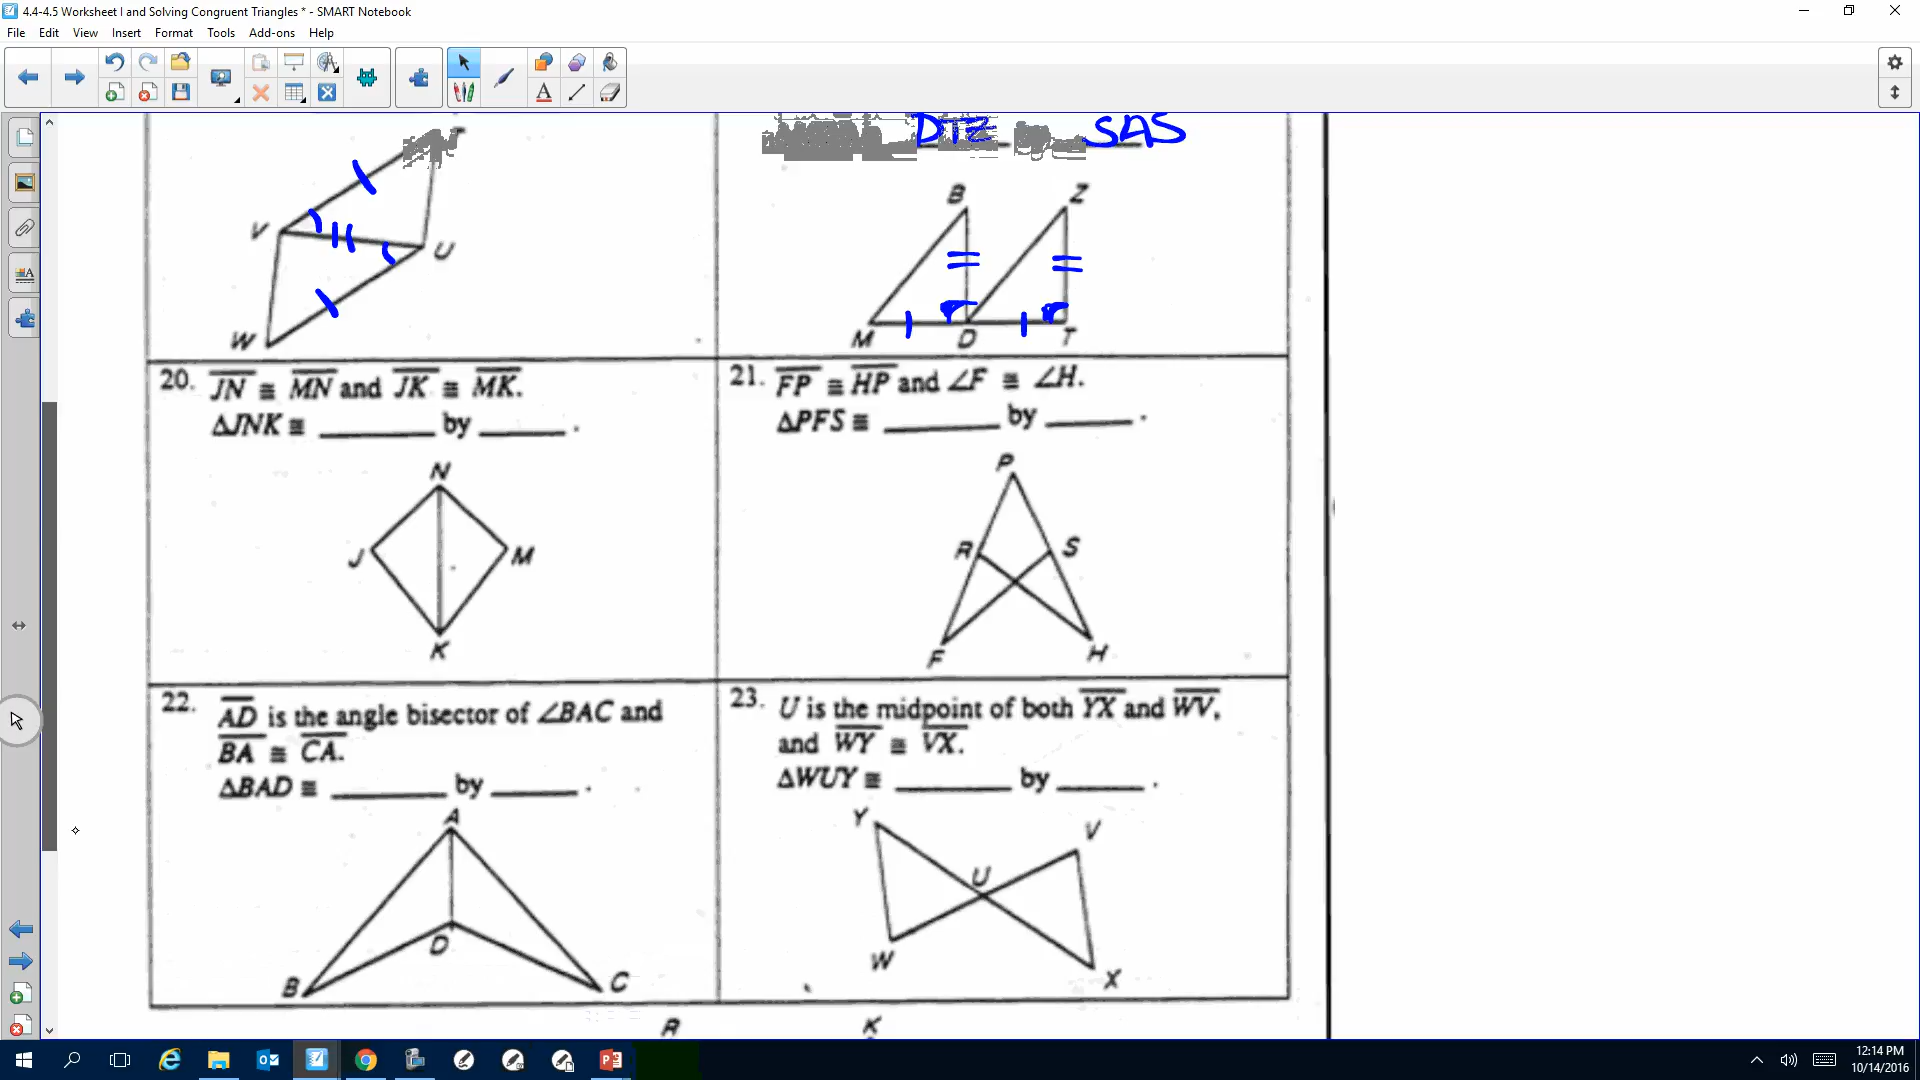 4.4-4.5 Worksheet I and Solving Congruent Triangles * - SMART Notebook
File Edit View Insert Format Tools Add-ons Help
DTZ SAS
V U W
B Z M D T
20. JN ≅ MN and JK ≅ MK.
ΔJNK ≅ ________ by ______ .
N
J M
K
21. FP ≅ HP and ∠F ≅ ∠H.
ΔPFS ≅ ________ by ______ .
P
R S
F H
22. AD is the angle bisector of ∠BAC and
BA ≅ CA.
ΔBAD ≅ ________ by ______ .
A
D
B C
23. U is the midpoint of both YX and WV,
and WY ≅ VX.
ΔWUY ≅ ________ by ______ .
Y V
U
W X
R K
12:14 PM
10/14/2016